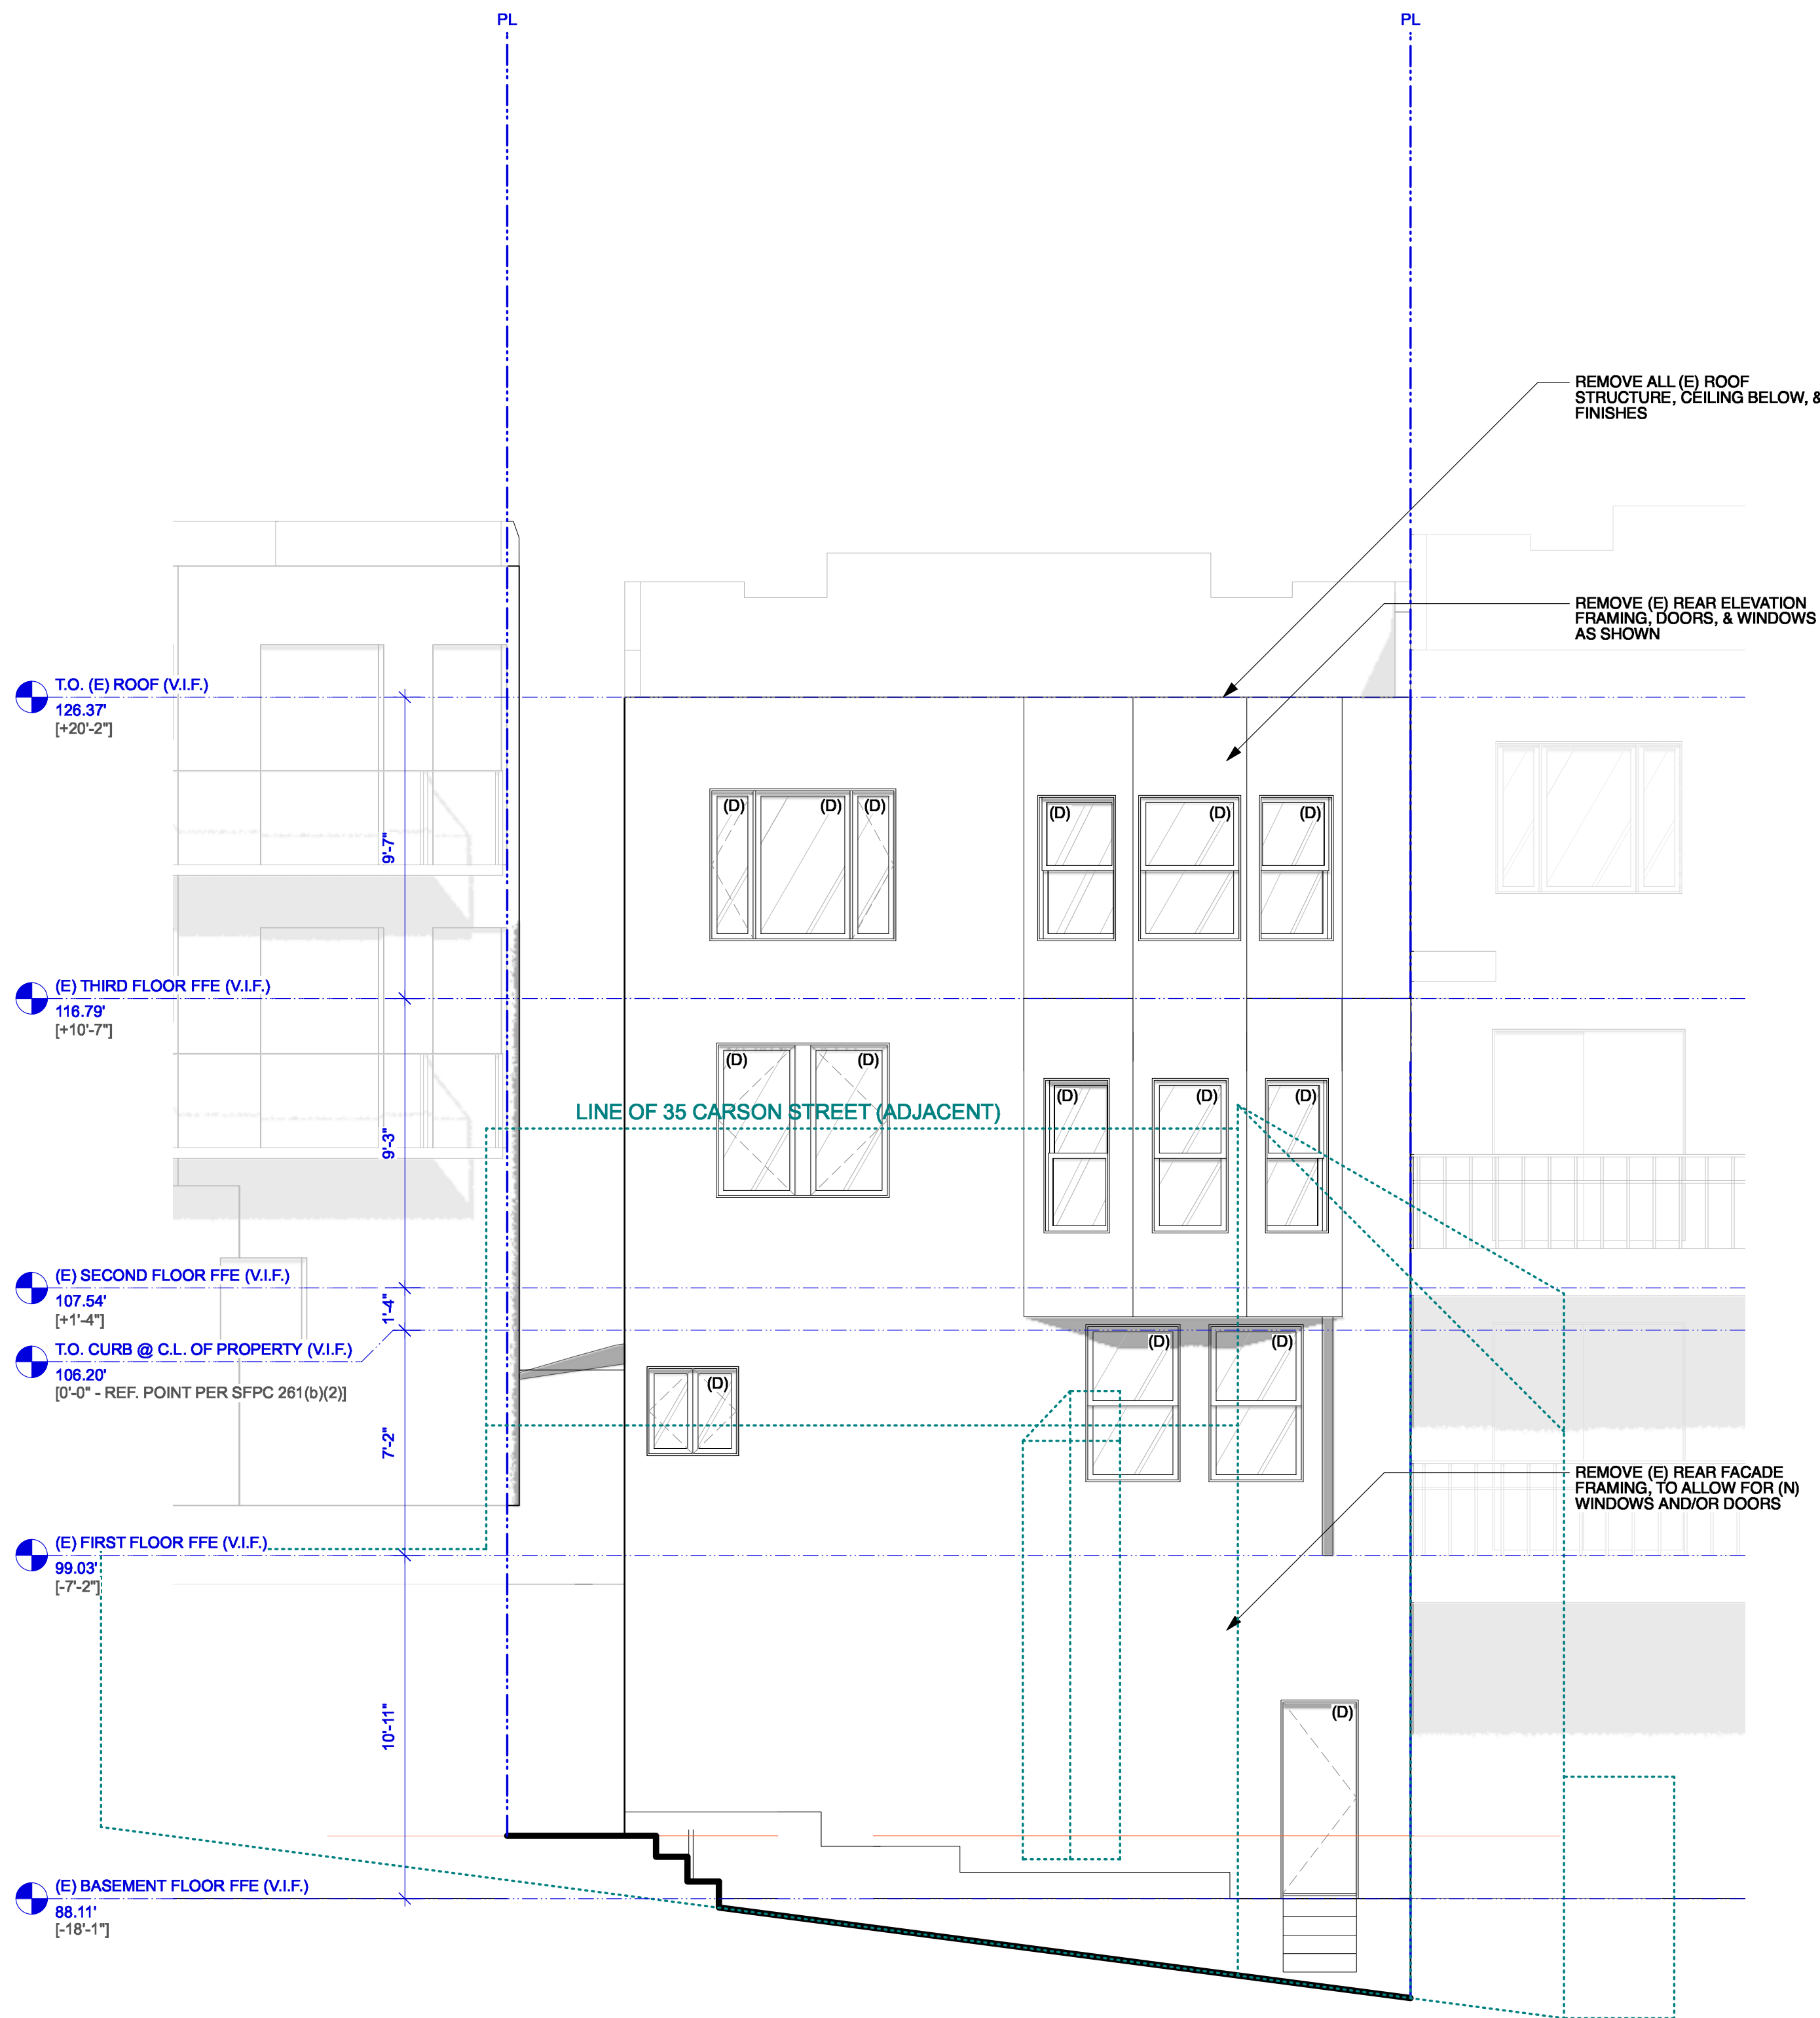 PL
PL
REMOVE ALL (E) ROOF
STRUCTURE, CEILING BELOW, &
FINISHES
REMOVE (E) REAR ELEVATION
FRAMING, DOORS, & WINDOWS
AS SHOWN
T.O. (E) ROOF (V.I.F.)
126.37'
[+20'-2"]
(D)
(D)
(D)
(D)
(D)
(D)
9'-7"
(E) THIRD FLOOR FFE (V.I.F.)
116.79'
[+10'-7"]
(D)
(D)
(D)
(D)
(D)
LINE OF 35 CARSON STREET (ADJACENT)
9'-3"
(E) SECOND FLOOR FFE (V.I.F.)
107.54'
[+1'-4"]
1'-4"
T.O. CURB @ C.L. OF PROPERTY (V.I.F.)
106.20'
[0'-0" - REF. POINT PER SFPC 261(b)(2)]
(D)
(D)
(D)
7'-2"
REMOVE (E) REAR FACADE
FRAMING, TO ALLOW FOR (N)
WINDOWS AND/OR DOORS
(E) FIRST FLOOR FFE (V.I.F.)
99.03'
[-7'-2"]
10'-11"
(D)
(E) BASEMENT FLOOR FFE (V.I.F.)
88.11'
[-18'-1"]